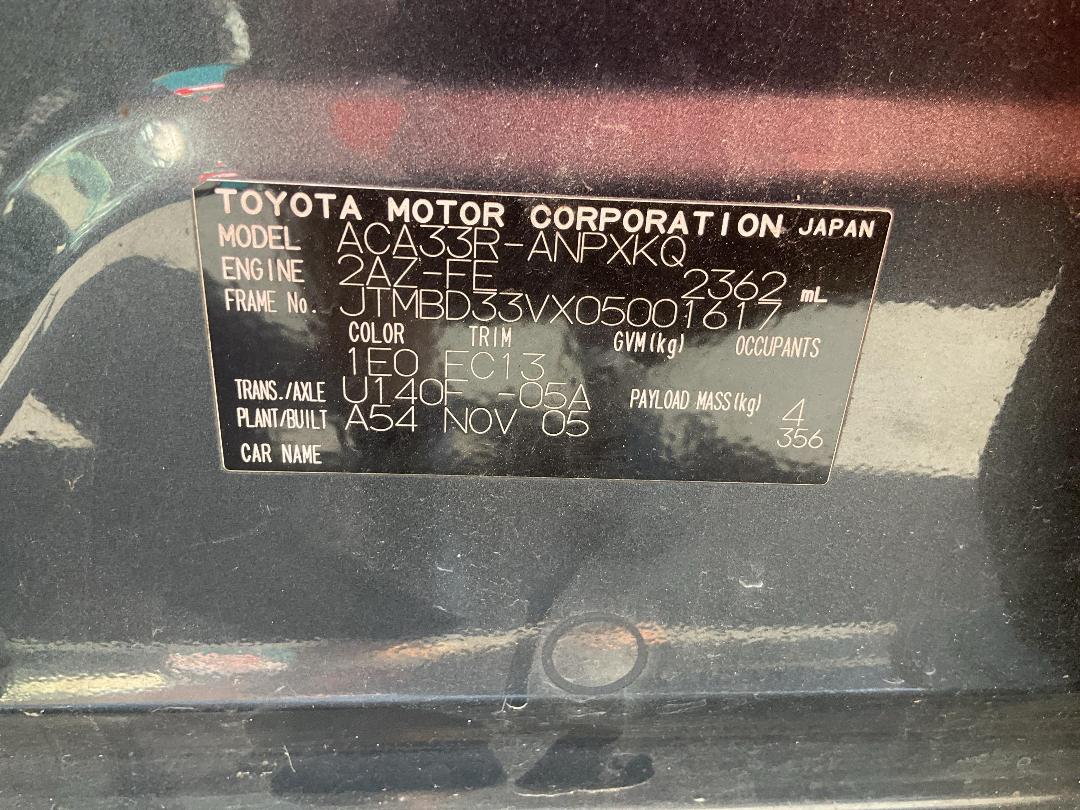 TOYOTA MOTOR CORPORATION JAPAN
MODEL ACA33R-ANPXKQ
ENGINE 2AZ-FE 2362 mL
FRAME No. JTMBD33VX05001617
COLOR TRIM GVM(kg) OCCUPANTS
1E0 FC13
TRANS./AXLE U140F -05A PAYLOAD MASS(kg) 4
PLANT/BUILT A54 NOV 05 356
CAR NAME